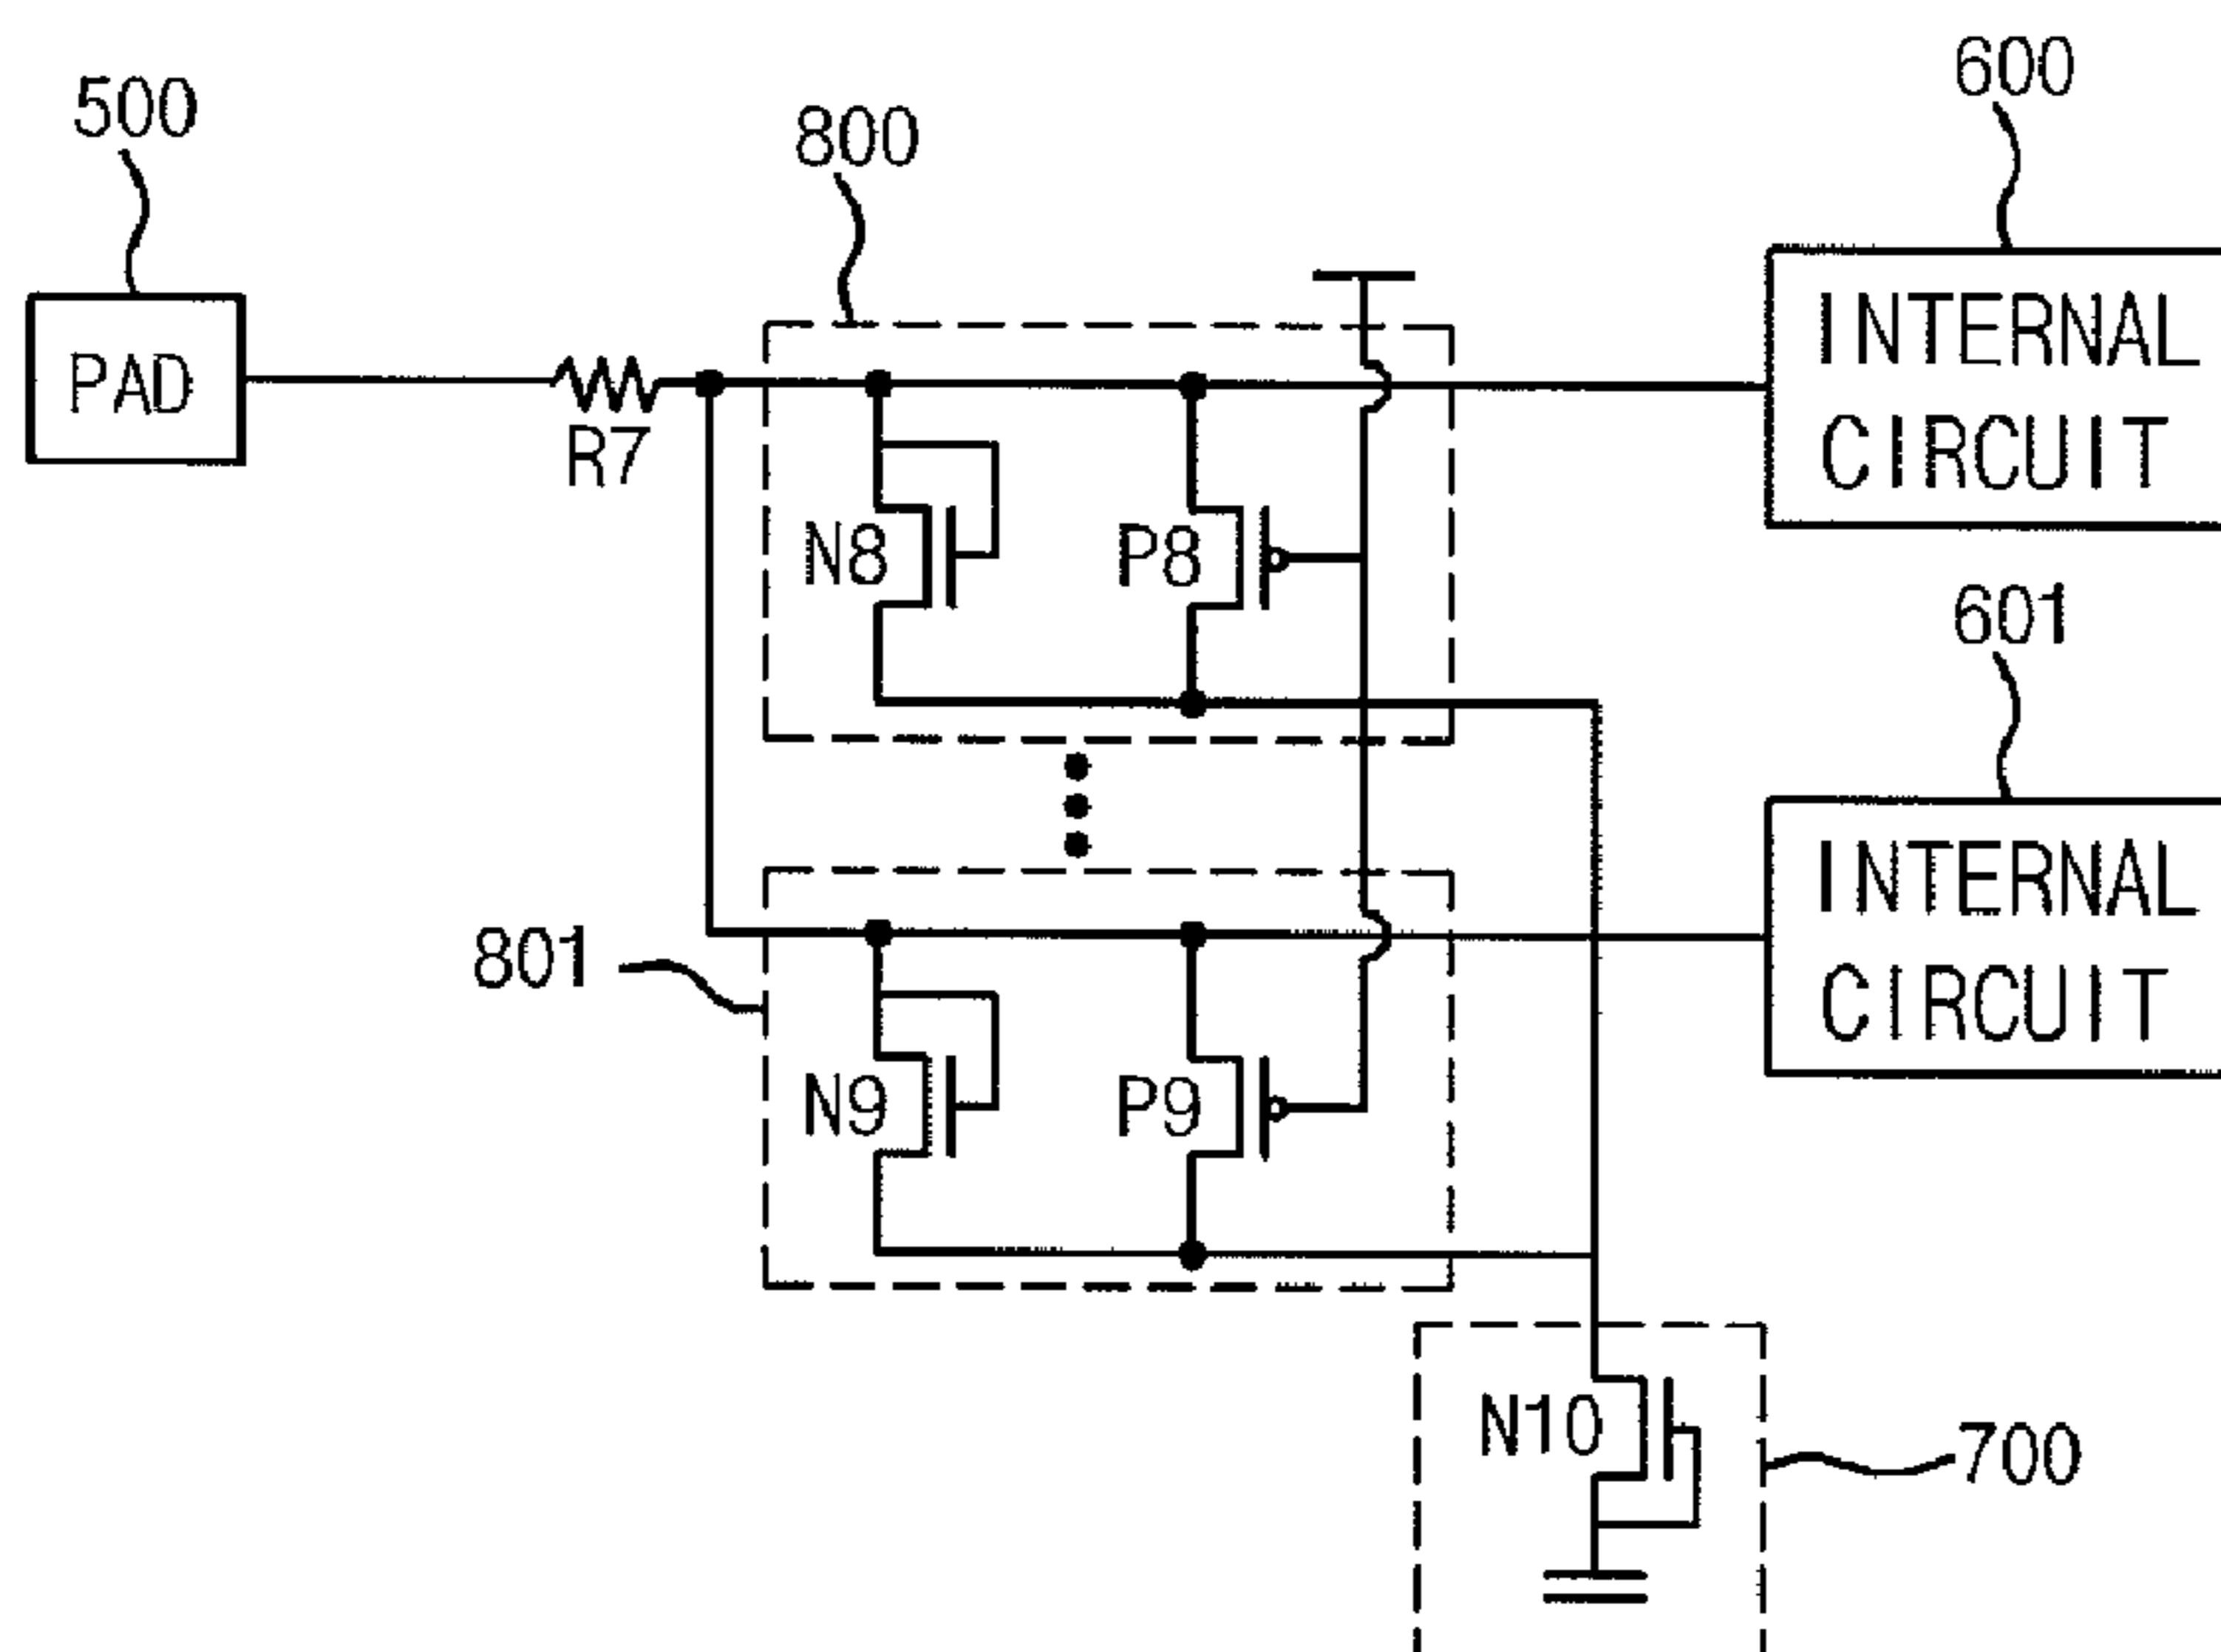 500
800
600
PAD
R7
INTERNAL
CIRCUIT
N8
P8
601
801
INTERNAL
CIRCUIT
N9
P9
N10
700